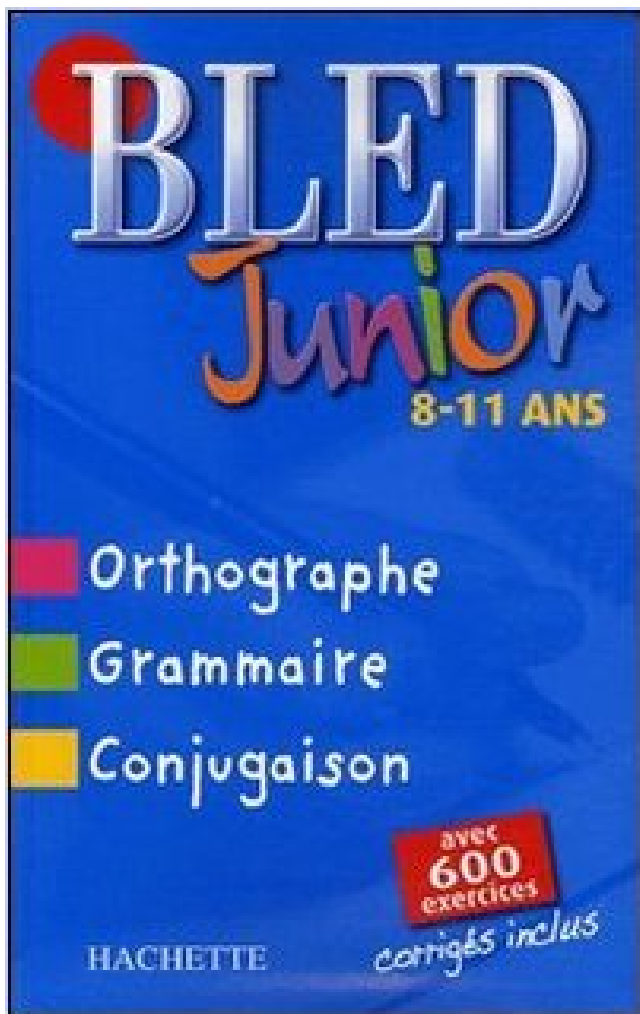 BLED
Junior
8-11 ANS
Orthographe
Grammaire
Conjugaison
avec
600
exercices
corrigés inclus
HACHETTE